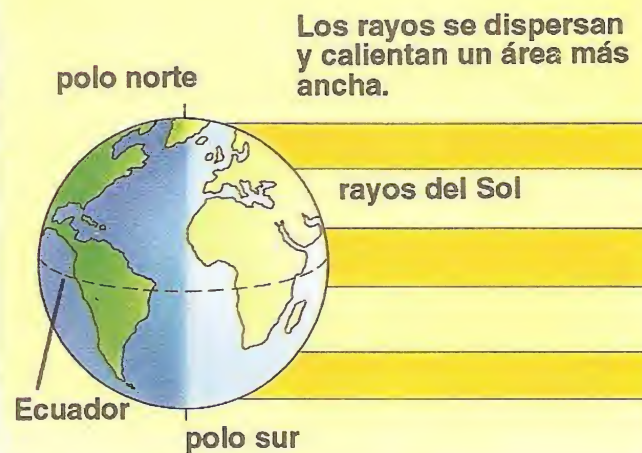 Los rayos se dispersan
y calientan un área más
ancha.
polo norte
rayos del Sol
Ecuador
polo sur